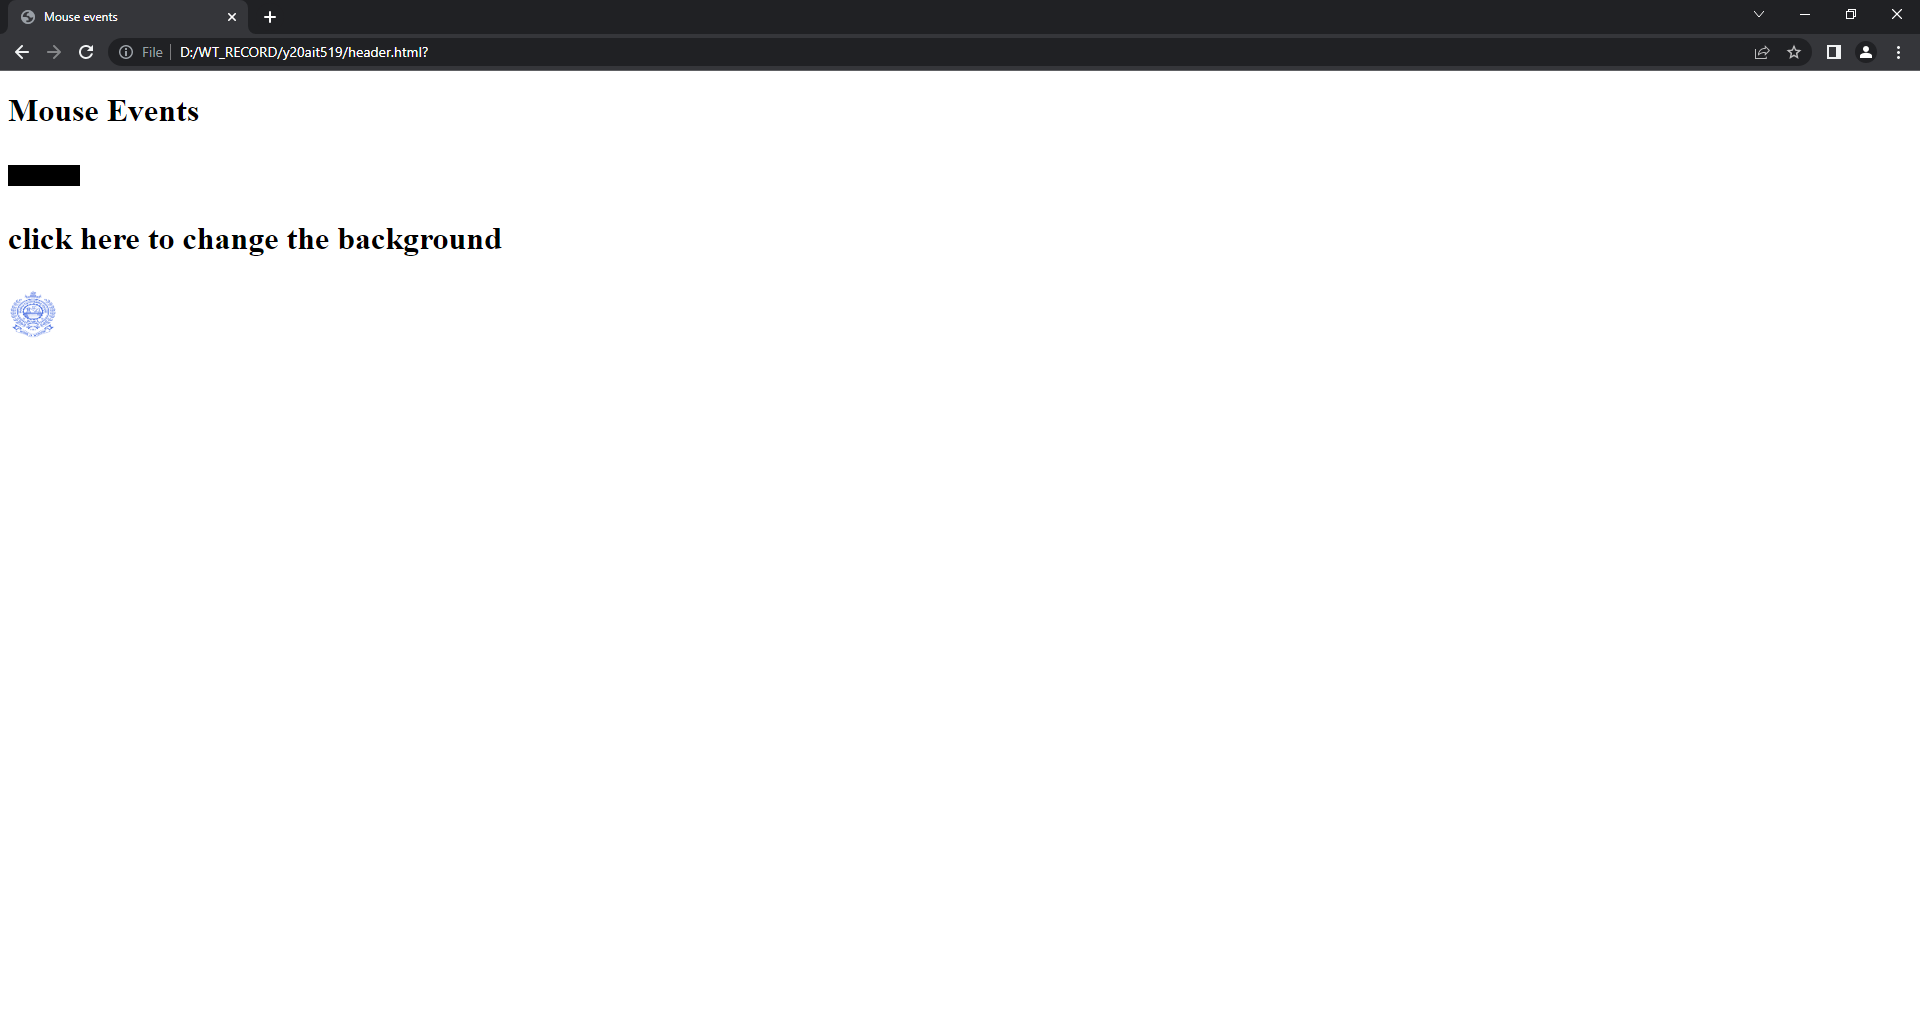 Mouse events
File
D:/WT_RECORD/y20ait519/header.html?
Mouse Events
click here to change the background